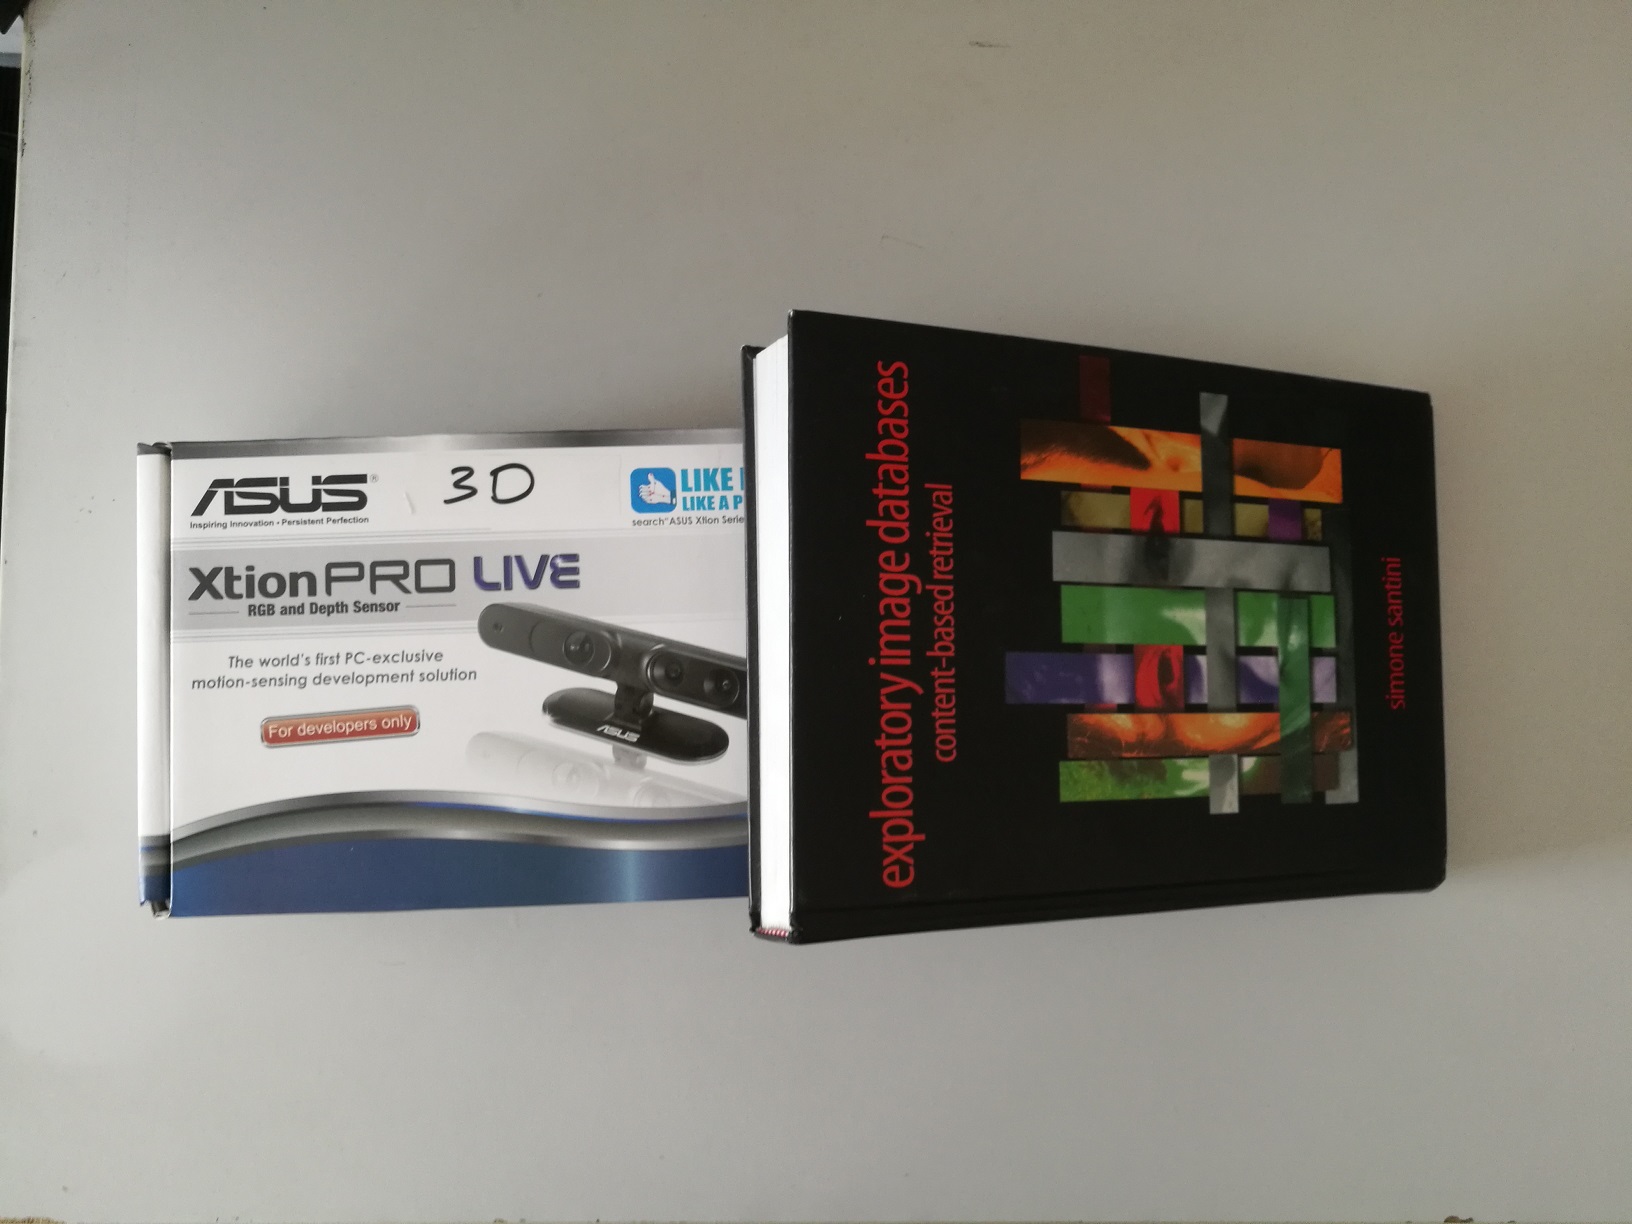 ASUS®
Inspiring Innovation • Persistent Perfection
3D
LIKE
LIKE A P
search "ASUS Xtion Serie
Xtion PRO LIVE
RGB and Depth Sensor
The world's first PC-exclusive
motion-sensing development solution
For developers only
ASUS
exploratory image databases
content-based retrieval
simone santini